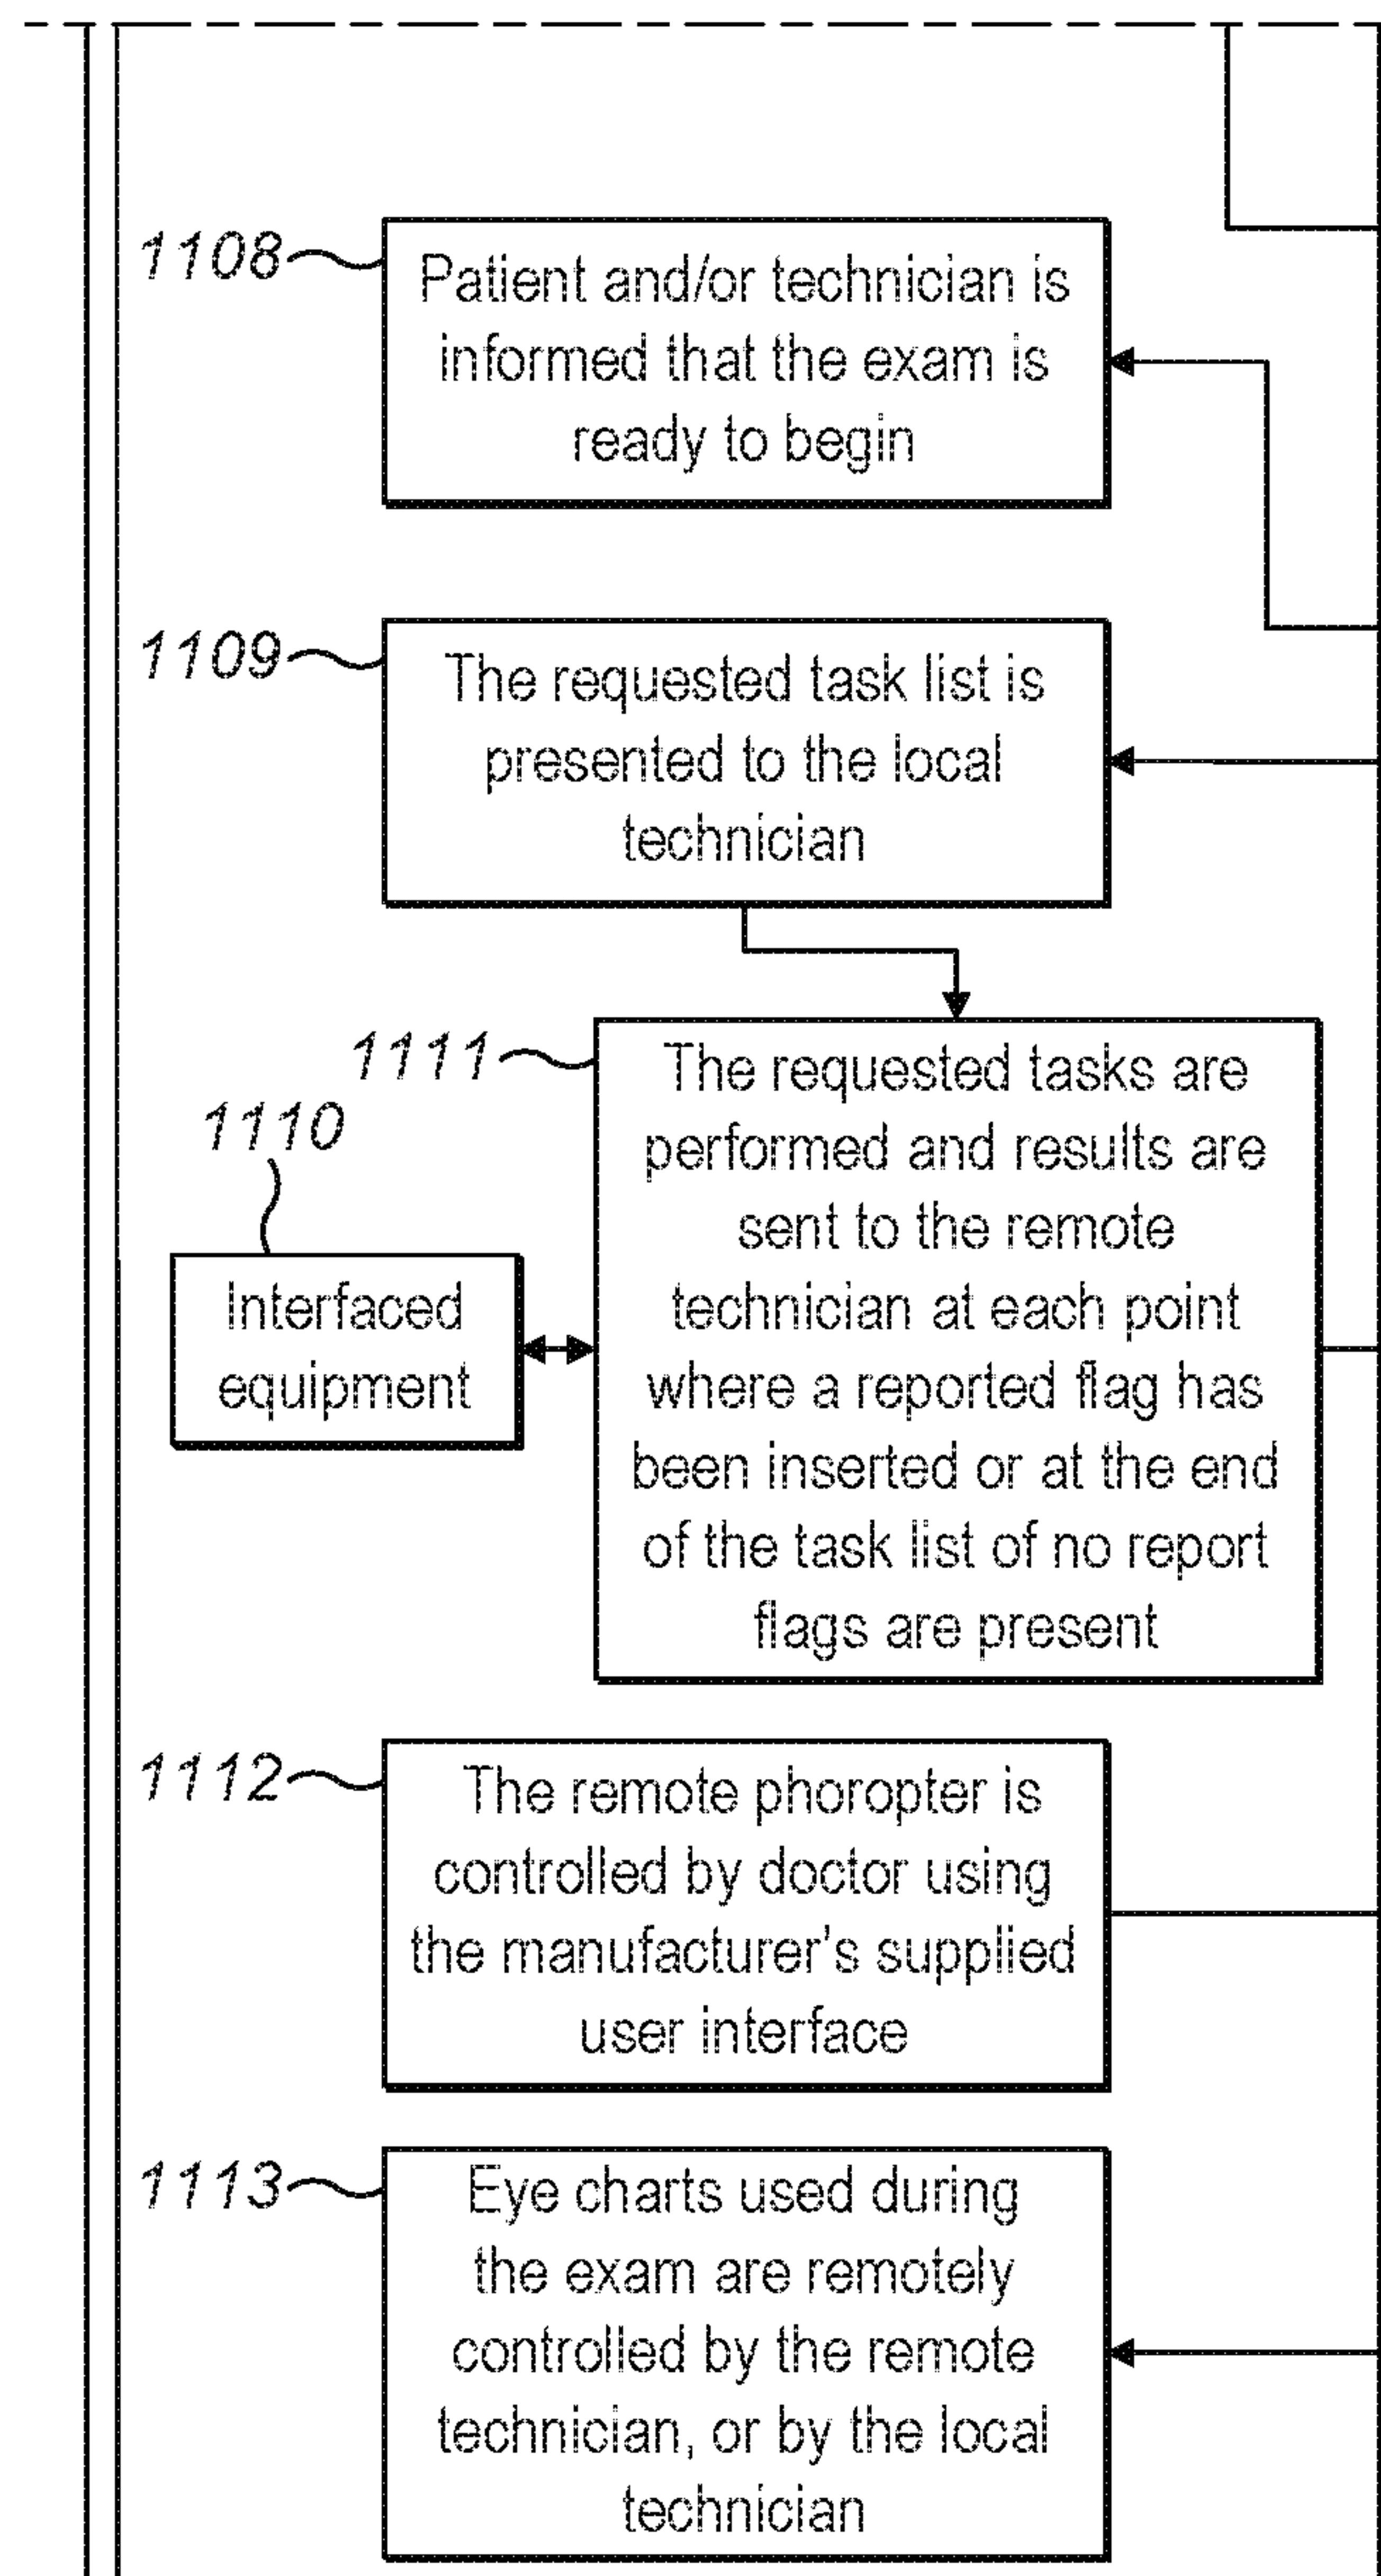 1108
Patient and/or technician is
informed that the exam is
ready to begin
1109
The requested task list is
presented to the local
technician
1111
The requested tasks are
performed and results are
sent to the remote
technician at each point
where a reported flag has
been inserted or at the end
of the task list of no report
flags are present
1110
Interfaced
equipment
1112
The remote phoropter is
controlled by doctor using
the manufacturer's supplied
user interface
1113
Eye charts used during
the exam are remotely
controlled by the remote
technician, or by the local
technician